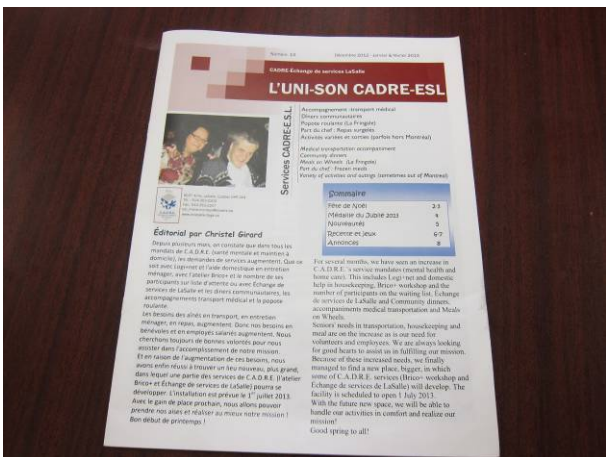 CADRE-Échange de services LaSalle
L'UNI-SON CADRE-ESL
Services CADRE-E.S.L.
Accompagnement : transport médical
Dîners communautaires
Popote roulante (La Fringale)
Part du chef : Repas surgelés
Activités variées et sorties (parfois hors Montréal)
Medical transportation accompaniment
Community dinners
Meals on Wheels (La Fringale)
Part du chef : Frozen meals
Variety of activities and outings (sometimes out of Montreal)
Sommaire
Fête de Noël 2-3
Médaille du Jubilé 2013 4
Nouveautés 5
Recette et jeux 6-7
Annonces 8
Éditorial par Christel Girard
Depuis plusieurs mois, on constate que dans tous les
mandats de C.A.D.R.E. (santé mentale et maintien à
domicile), les demandes de services augmentent. Que ce
soit avec Logi-net et l'aide domestique en entretien
ménager, avec l'atelier Brico+ et le nombre de ses
participants sur liste d'attente ou avec Échange de
services de LaSalle et les dîners communautaires, les
accompagnements transport médical et la popote
roulante.
Les besoins des aînés en transport, en entretien
ménager, en repas, augmentent. Donc nos besoins en
bénévoles et en employés salariés augmentent. Nous
cherchons toujours de bonnes volontés pour nous
assister dans l'accomplissement de notre mission.
Et en raison de l'augmentation de ces besoins, nous
avons enfin réussi à trouver un lieu nouveau, plus grand,
dans lequel une partie des services de C.A.D.R.E. (l'atelier
Brico+ et Échange de services de LaSalle) pourra se
développer. L'installation est prévue le 1er juillet 2013.
Avec le gain de place prochain, nous allons pouvoir
prendre nos aises et réaliser au mieux notre mission !
Bon début de printemps !
For several months, we have seen an increase in
C.A.D.R.E.'s service mandates (mental health and
home care). This includes Logi-net and domestic
help in housekeeping, Brico+ workshop and the
number of participants on the waiting list, Échange
de services de LaSalle and Community dinners,
accompaniments medical transportation and Meals
on Wheels.
Seniors' needs in transportation, housekeeping and
meal are on the increase as is our need for
volunteers and employees. We are always looking
for good hearts to assist us in fulfilling our mission.
Because of these increased needs, we finally
managed to find a new place, bigger, in which
some of C.A.D.R.E. services (Brico+ workshop and
Échange de services de LaSalle) will develop. The
facility is scheduled to open 1 July 2013.
With the future new space, we will be able to
handle our activities in comfort and realize our
mission!
Good spring to all!